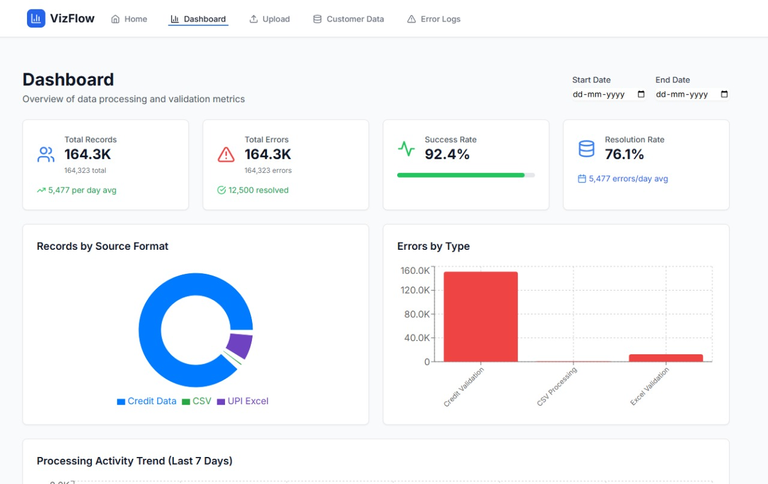 VizFlow
Home
Dashboard
Upload
Customer Data
Error Logs
Dashboard
Overview of data processing and validation metrics
Start Date
End Date
dd-mm-yyyy
dd-mm-yyyy
Total Records
164.3K
164,323 total
5,477 per day avg
Total Errors
164.3K
164,323 errors
12,500 resolved
Success Rate
92.4%
Resolution Rate
76.1%
5,477 errors/day avg
Records by Source Format
Credit Data
CSV
UPI Excel
Errors by Type
160.0K
120.0K
80.0K
40.0K
0
Credit Validation
CSV Processing
Excel Validation
Processing Activity Trend (Last 7 Days)